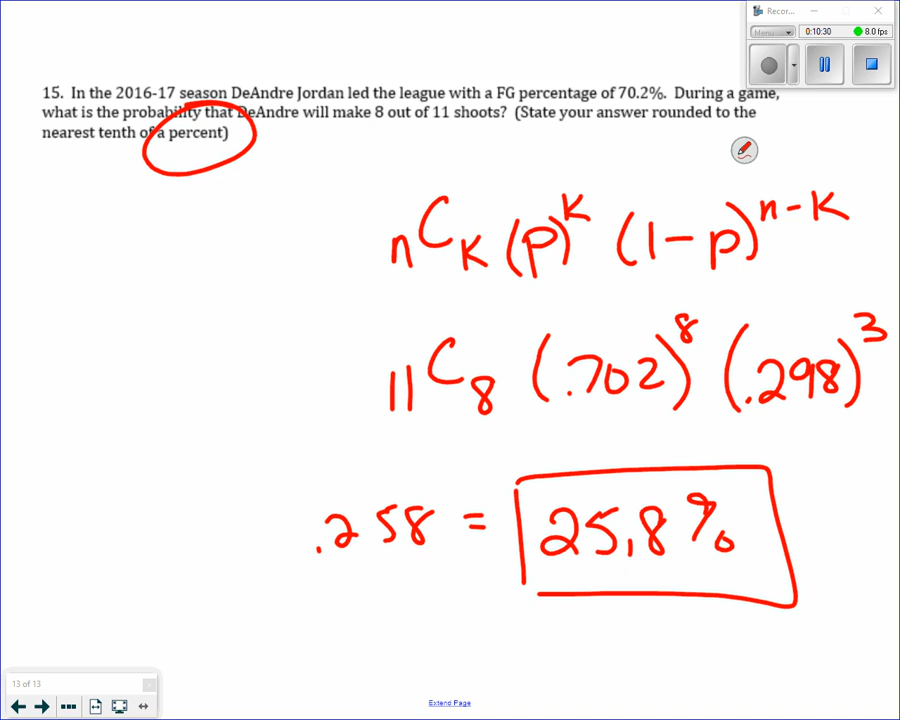 Recor...
Menu
0:10:30
8.0 fps
15. In the 2016-17 season DeAndre Jordan led the league with a FG percentage of 70.2%. During a game,
what is the probability that DeAndre will make 8 out of 11 shoots? (State your answer rounded to the
nearest tenth of a percent)
nCk (p)^k (1-p)^n-k
11C8 (.702)^8 (.298)^3
.258 = 25.8%
13 of 13
Extend Page